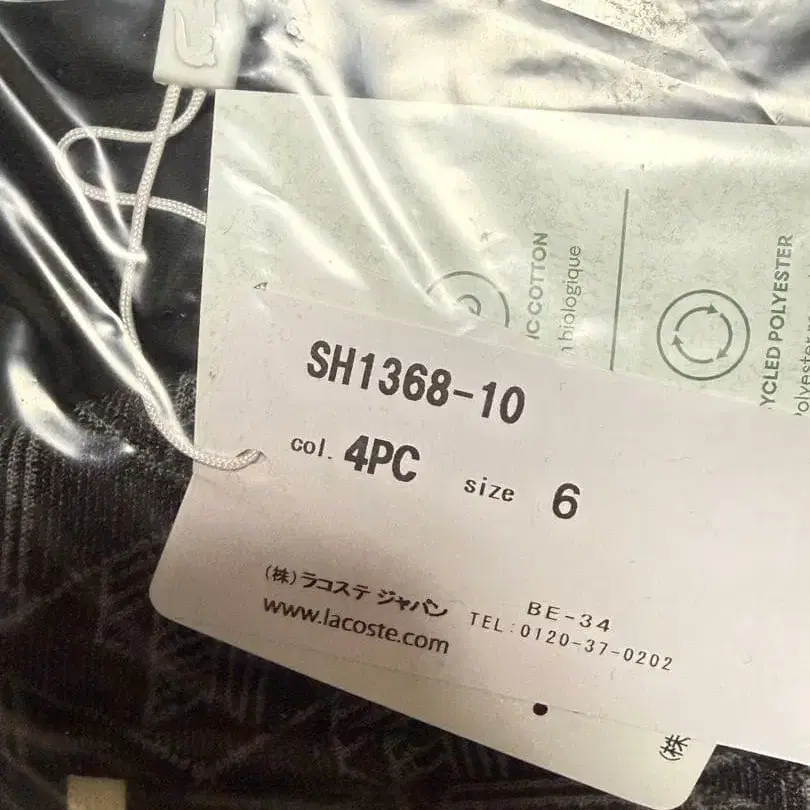 COTTON
biologique
YCLED POLYESTER
SH1368-10
col. 4PC size 6
(株)ラコステ ジャパン BE-34
www.lacoste.com TEL:0120-37-0202
(株